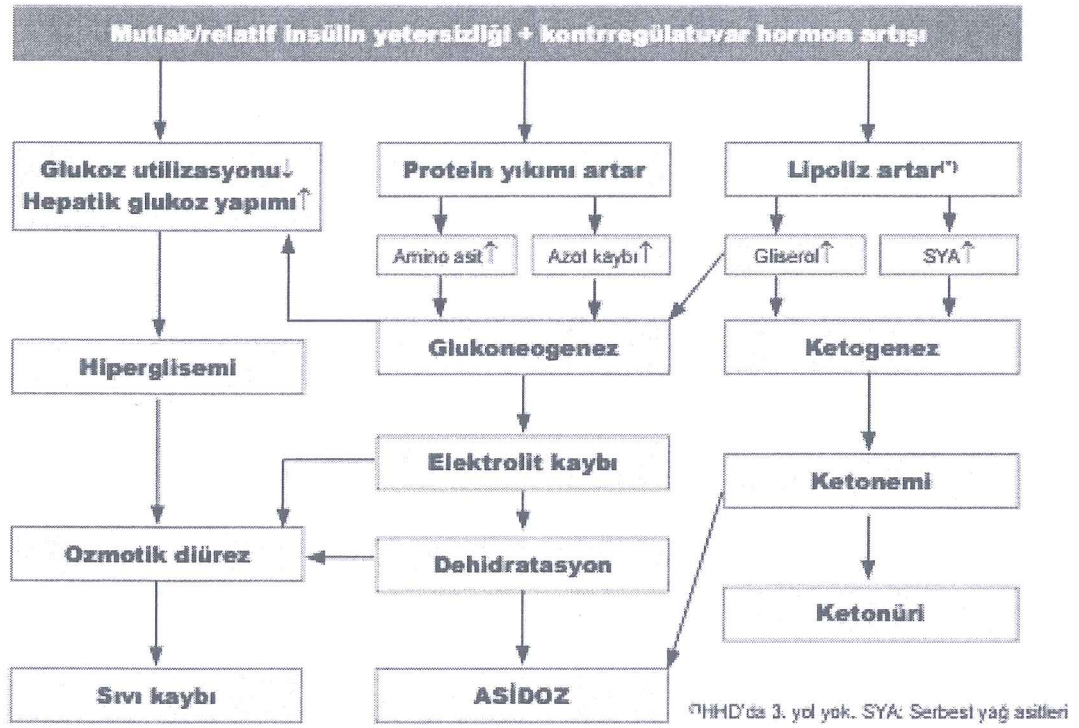 Mutlak/relatif insülin yetersizliği + kontrregülatuvar hormon artışı
Glukoz utilizasyonu↓
Hepatik glukoz yapımı↑
Protein yıkımı artar
Lipoliz artar(*)
Amino asit↑
Azot kaybı↑
Gliserol↑
SYA↑
Glukoneogenez
Ketogenez
Hiperglisemi
Elektrolit kaybı
Ketonemi
Ozmotik diürez
Dehidratasyon
Ketonüri
Sıvı kaybı
ASİDOZ
(*)HHD'da 3. yol yok. SYA: Serbest yağ asitleri